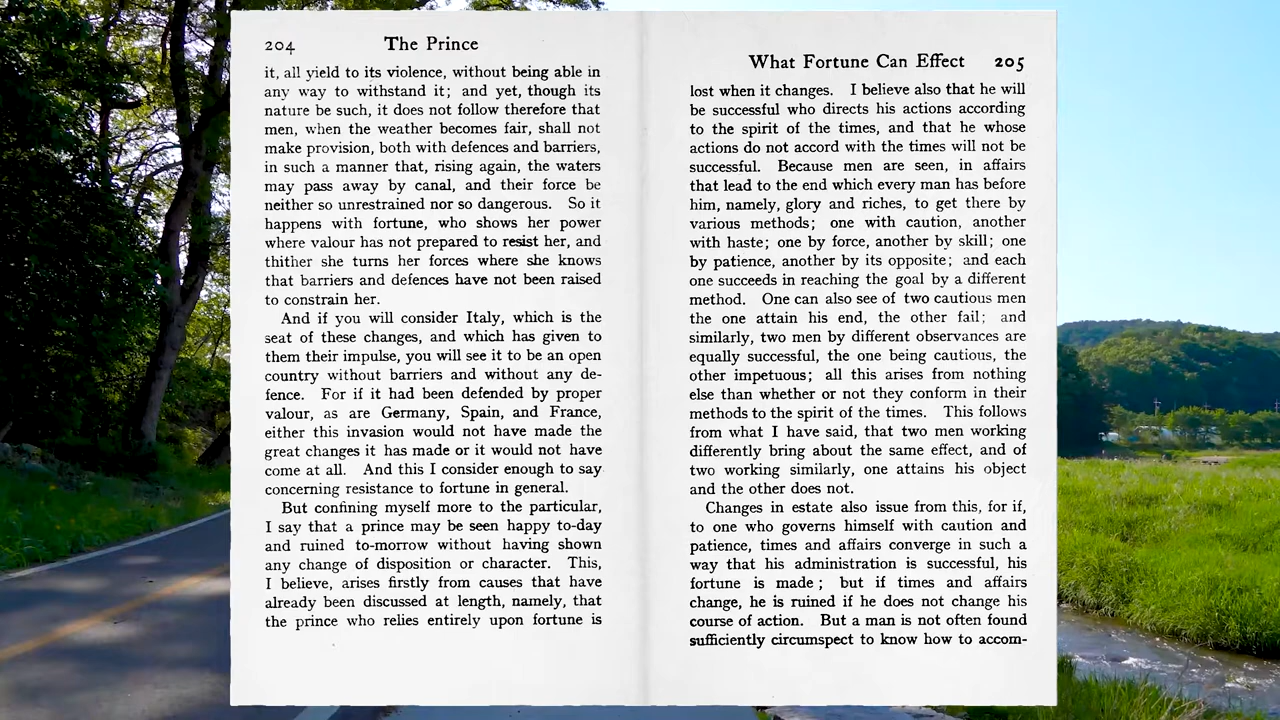 204 The Prince
it, all yield to its violence, without being able in
any way to withstand it; and yet, though its
nature be such, it does not follow therefore that
men, when the weather becomes fair, shall not
make provision, both with defences and barriers,
in such a manner that, rising again, the waters
may pass away by canal, and their force be
neither so unrestrained nor so dangerous. So it
happens with fortune, who shows her power
where valour has not prepared to resist her, and
thither she turns her forces where she knows
that barriers and defences have not been raised
to constrain her.
And if you will consider Italy, which is the
seat of these changes, and which has given to
them their impulse, you will see it to be an open
country without barriers and without any de-
fence. For if it had been defended by proper
valour, as are Germany, Spain, and France,
either this invasion would not have made the
great changes it has made or it would not have
come at all. And this I consider enough to say
concerning resistance to fortune in general.
But confining myself more to the particular,
I say that a prince may be seen happy to-day
and ruined to-morrow without having shown
any change of disposition or character. This,
I believe, arises firstly from causes that have
already been discussed at length, namely, that
the prince who relies entirely upon fortune is
What Fortune Can Effect 205
lost when it changes. I believe also that he will
be successful who directs his actions according
to the spirit of the times, and that he whose
actions do not accord with the times will not be
successful. Because men are seen, in affairs
that lead to the end which every man has before
him, namely, glory and riches, to get there by
various methods; one with caution, another
with haste; one by force, another by skill; one
by patience, another by its opposite; and each
one succeeds in reaching the goal by a different
method. One can also see of two cautious men
the one attain his end, the other fail; and
similarly, two men by different observances are
equally successful, the one being cautious, the
other impetuous; all this arises from nothing
else than whether or not they conform in their
methods to the spirit of the times. This follows
from what I have said, that two men working
differently bring about the same effect, and of
two working similarly, one attains his object
and the other does not.
Changes in estate also issue from this, for if,
to one who governs himself with caution and
patience, times and affairs converge in such a
way that his administration is successful, his
fortune is made; but if times and affairs
change, he is ruined if he does not change his
course of action. But a man is not often found
sufficiently circumspect to know how to accom-